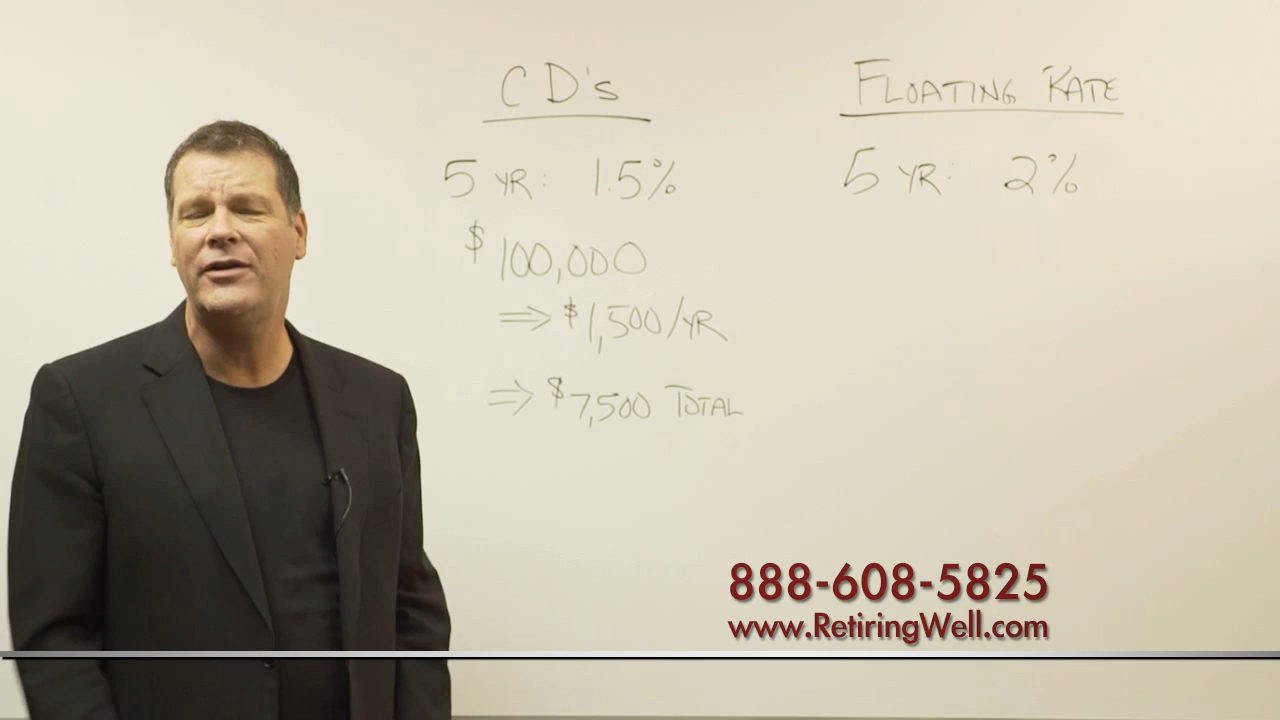 CD's
5 YR: 1.5%
$100,000
⇒ $1,500/YR
⇒ $7,500 TOTAL
FLOATING RATE
5 YR: 2%
888-608-5825
www.RetiringWell.com